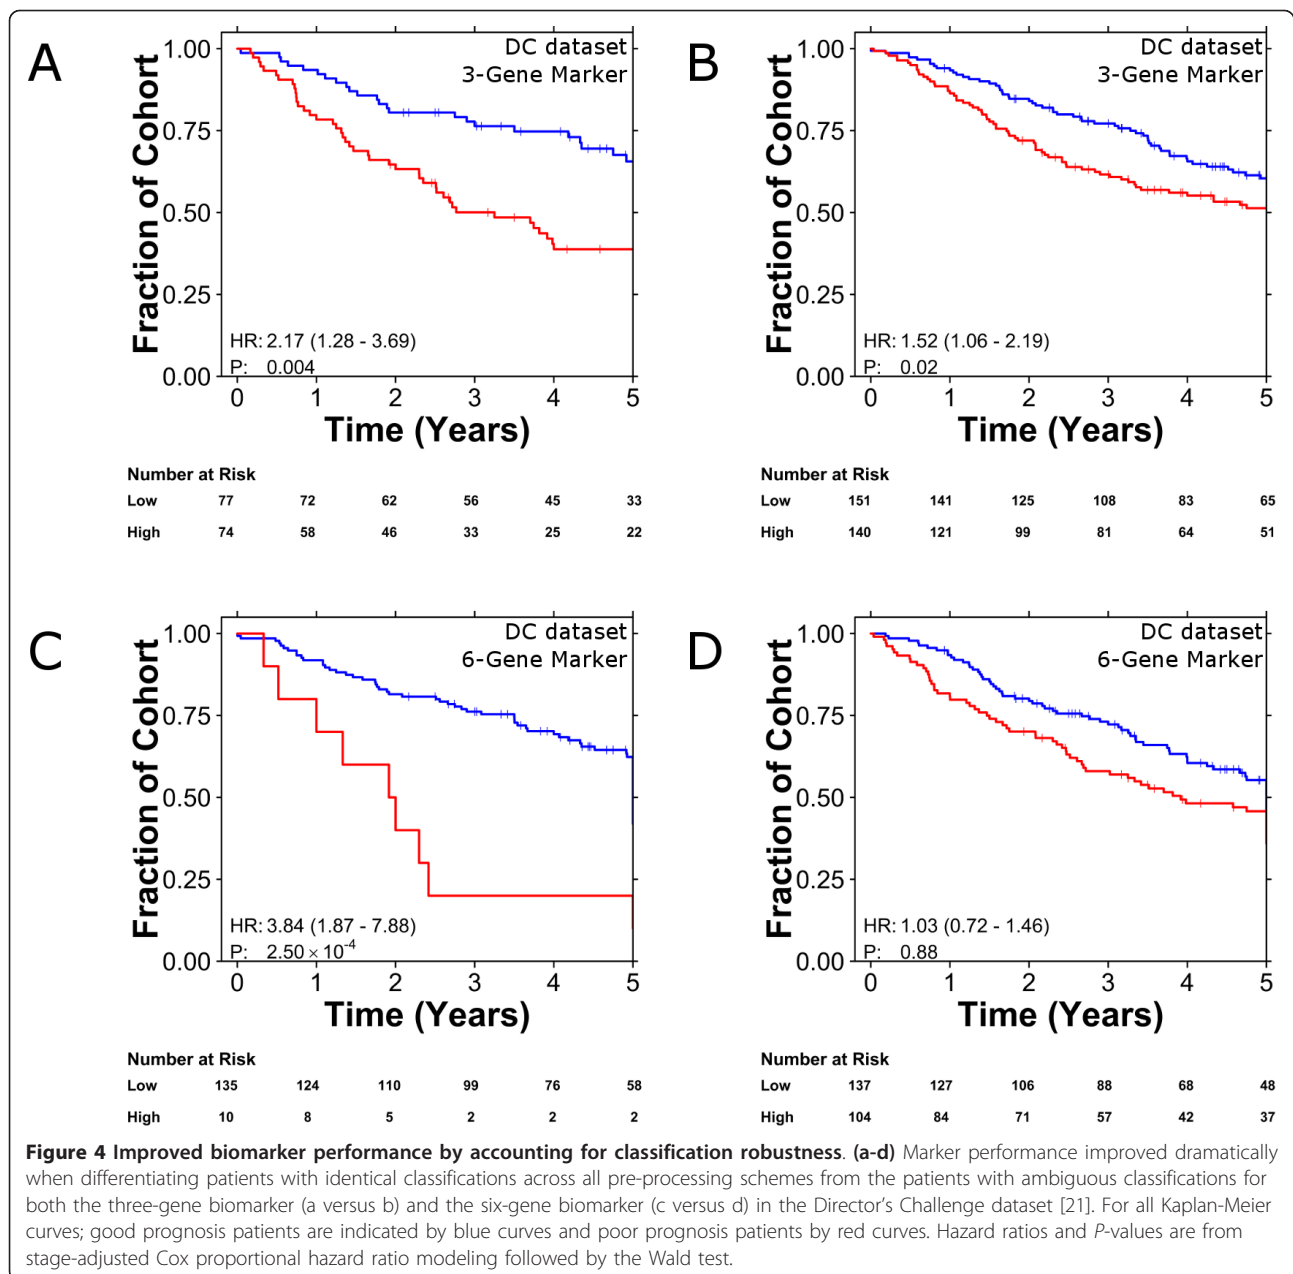 A
DC dataset
3-Gene Marker
Fraction of Cohort
1.00
0.75
0.50
0.25
0.00
HR: 2.17 (1.28 - 3.69)
P: 0.004
0 1 2 3 4 5
Time (Years)
Number at Risk
Low 77 72 62 56 45 33
High 74 58 46 33 25 22
B
DC dataset
3-Gene Marker
Fraction of Cohort
1.00
0.75
0.50
0.25
0.00
HR: 1.52 (1.06 - 2.19)
P: 0.02
0 1 2 3 4 5
Time (Years)
Number at Risk
Low 151 141 125 108 83 65
High 140 121 99 81 64 51
C
DC dataset
6-Gene Marker
Fraction of Cohort
1.00
0.75
0.50
0.25
0.00
HR: 3.84 (1.87 - 7.88)
P: 2.50 × 10⁻⁴
0 1 2 3 4 5
Time (Years)
Number at Risk
Low 135 124 110 99 76 58
High 10 8 5 2 2 2
D
DC dataset
6-Gene Marker
Fraction of Cohort
1.00
0.75
0.50
0.25
0.00
HR: 1.03 (0.72 - 1.46)
P: 0.88
0 1 2 3 4 5
Time (Years)
Number at Risk
Low 137 127 106 88 68 48
High 104 84 71 57 42 37
Figure 4 Improved biomarker performance by accounting for classification robustness. (a-d) Marker performance improved dramatically
when differentiating patients with identical classifications across all pre-processing schemes from the patients with ambiguous classifications for
both the three-gene biomarker (a versus b) and the six-gene biomarker (c versus d) in the Director's Challenge dataset [21]. For all Kaplan-Meier
curves; good prognosis patients are indicated by blue curves and poor prognosis patients by red curves. Hazard ratios and P-values are from
stage-adjusted Cox proportional hazard ratio modeling followed by the Wald test.